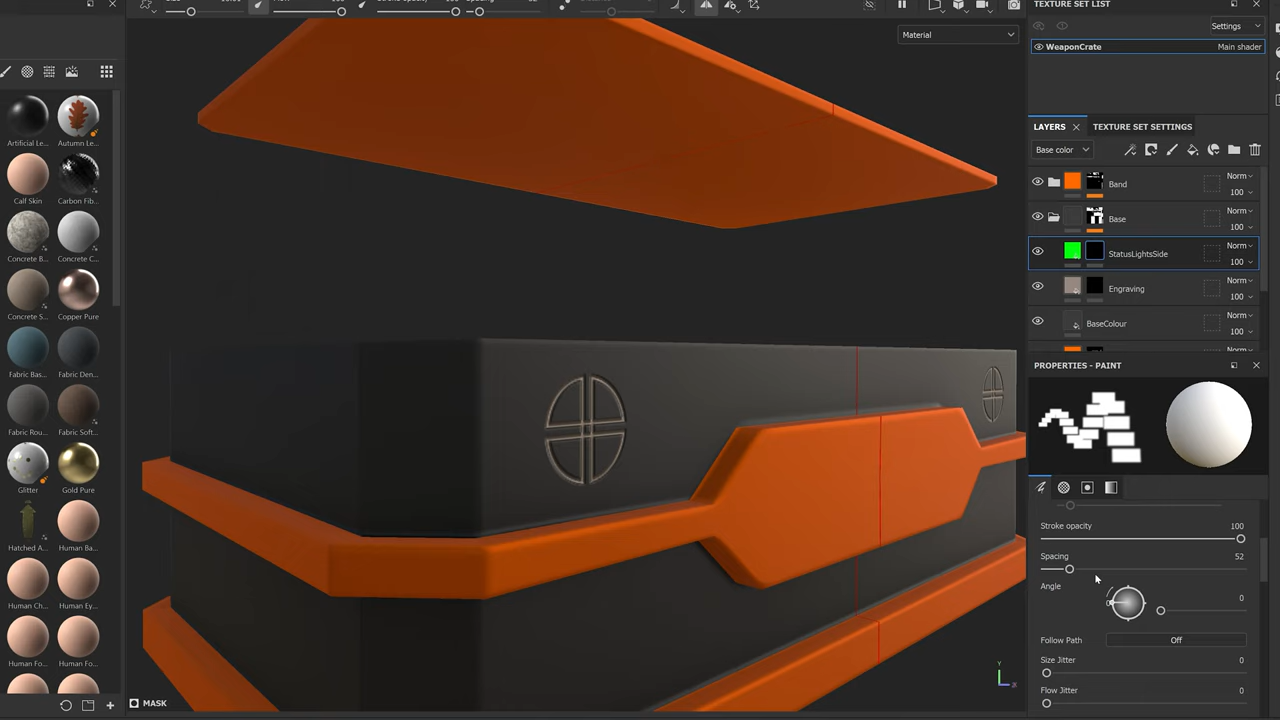 TEXTURE SET LIST
Material
Settings
WeaponCrate
Main shader
LAYERS
TEXTURE SET SETTINGS
Base color
Band
Norm
100
Base
Norm
100
StatusLightsSide
Norm
100
Engraving
Norm
100
BaseColour
Norm
100
Norm
PROPERTIES - PAINT
Stroke opacity
100
Spacing
52
Angle
0
Follow Path
Off
Size Jitter
0
Flow Jitter
0
Artificial Le...
Autumn Le...
Calf Skin
Carbon Fib...
Concrete B...
Concrete C...
Concrete S...
Copper Pure
Fabric Bas...
Fabric Den...
Fabric Rou...
Fabric Soft...
Glitter
Gold Pure
Hatched A...
Human Ba...
Human Ch...
Human Ey...
Human Fo...
Human Fo...
MASK
Y